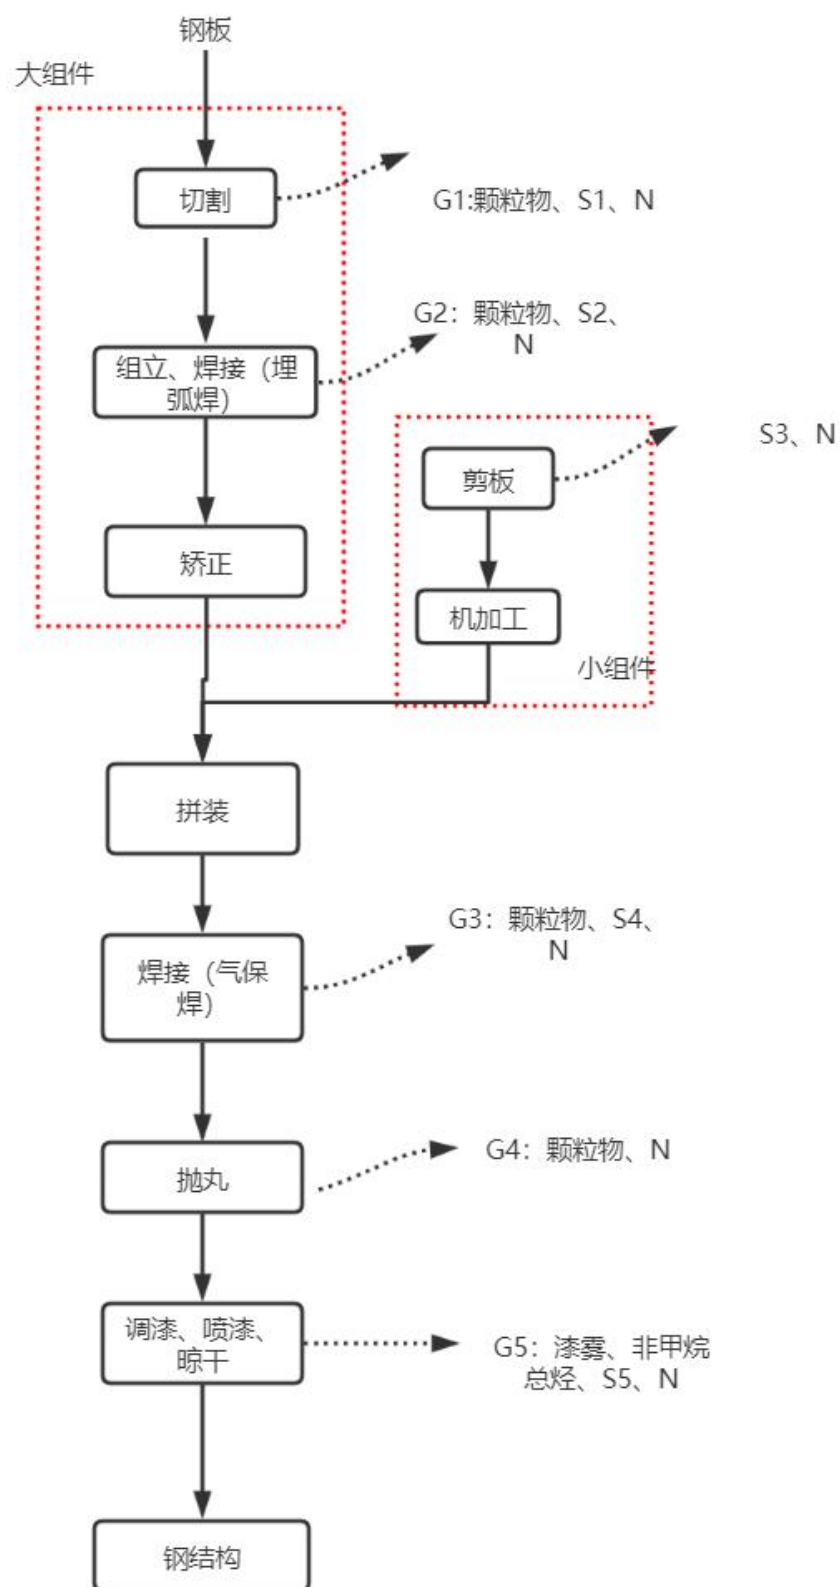 钢板
大组件
切割
G1:颗粒物、S1、N
G2：颗粒物、S2、
N
组立、焊接（埋
弧焊）
S3、N
剪板
矫正
机加工
小组件
拼装
G3：颗粒物、S4、
N
焊接（气保
焊）
G4：颗粒物、N
抛丸
调漆、喷漆、
晾干
G5：漆雾、非甲烷
总烃、S5、N
钢结构